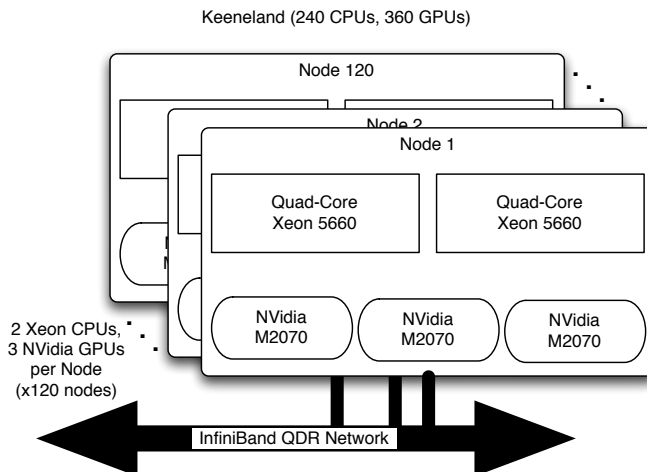 Keeneland (240 CPUs, 360 GPUs)
Node 120
Node 2
Node 1
Quad-Core
Xeon 5660
Quad-Core
Xeon 5660
NVidia
M2070
NVidia
M2070
NVidia
M2070
2 Xeon CPUs,
3 NVidia GPUs
per Node
(x120 nodes)
InfiniBand QDR Network